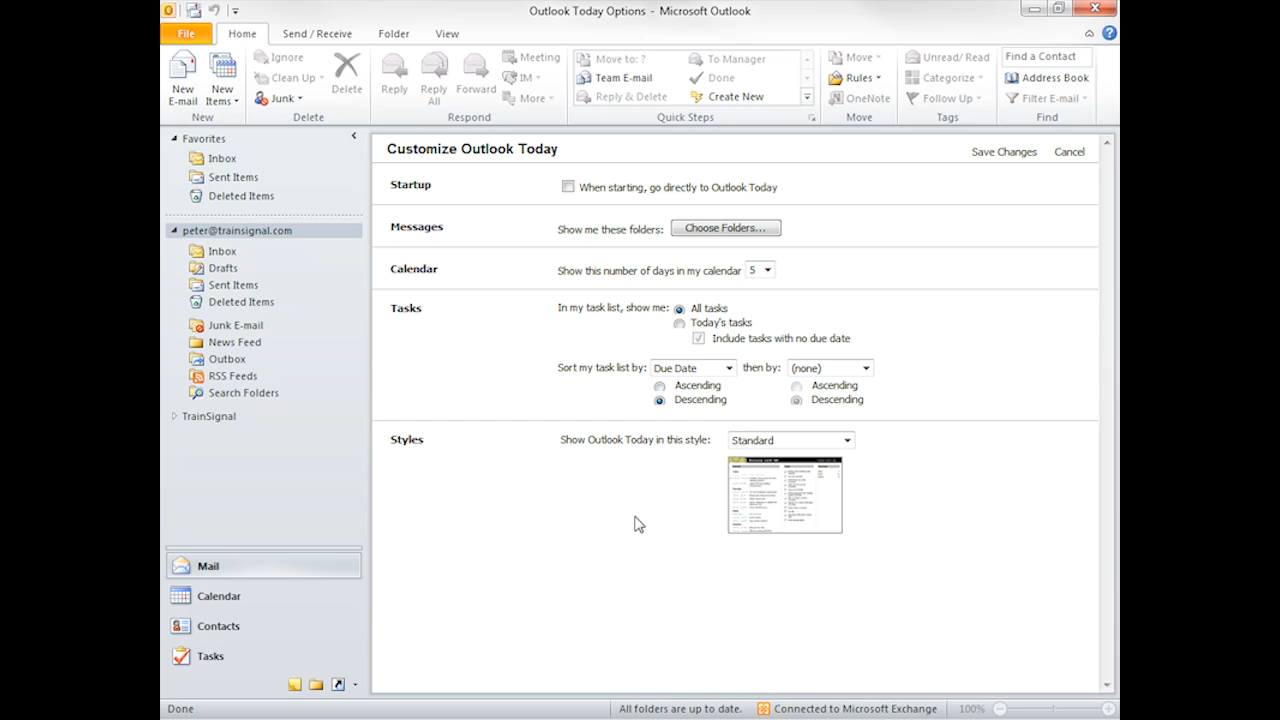 Outlook Today Options - Microsoft Outlook
File Home Send / Receive Folder View
New E-mail New Items
New
Ignore
Clean Up
Junk
Delete
Delete
Reply Reply All Forward
Meeting
IM
More
Respond
Move to: ? To Manager
Team E-mail Done
Reply & Delete Create New
Quick Steps
Move
Rules
OneNote
Move
Unread/ Read
Categorize
Follow Up
Tags
Find a Contact
Address Book
Filter E-mail
Find
Favorites
Inbox
Sent Items
Deleted Items
peter@trainsignal.com
Inbox
Drafts
Sent Items
Deleted Items
Junk E-mail
News Feed
Outbox
RSS Feeds
Search Folders
TrainSignal
Mail
Calendar
Contacts
Tasks
Customize Outlook Today Save Changes Cancel
Startup When starting, go directly to Outlook Today
Messages Show me these folders: Choose Folders...
Calendar Show this number of days in my calendar 5
Tasks In my task list, show me: All tasks
Today's tasks
Include tasks with no due date
Sort my task list by: Due Date then by: (none)
Ascending Ascending
Descending Descending
Styles Show Outlook Today in this style: Standard
Done All folders are up to date. Connected to Microsoft Exchange 100%